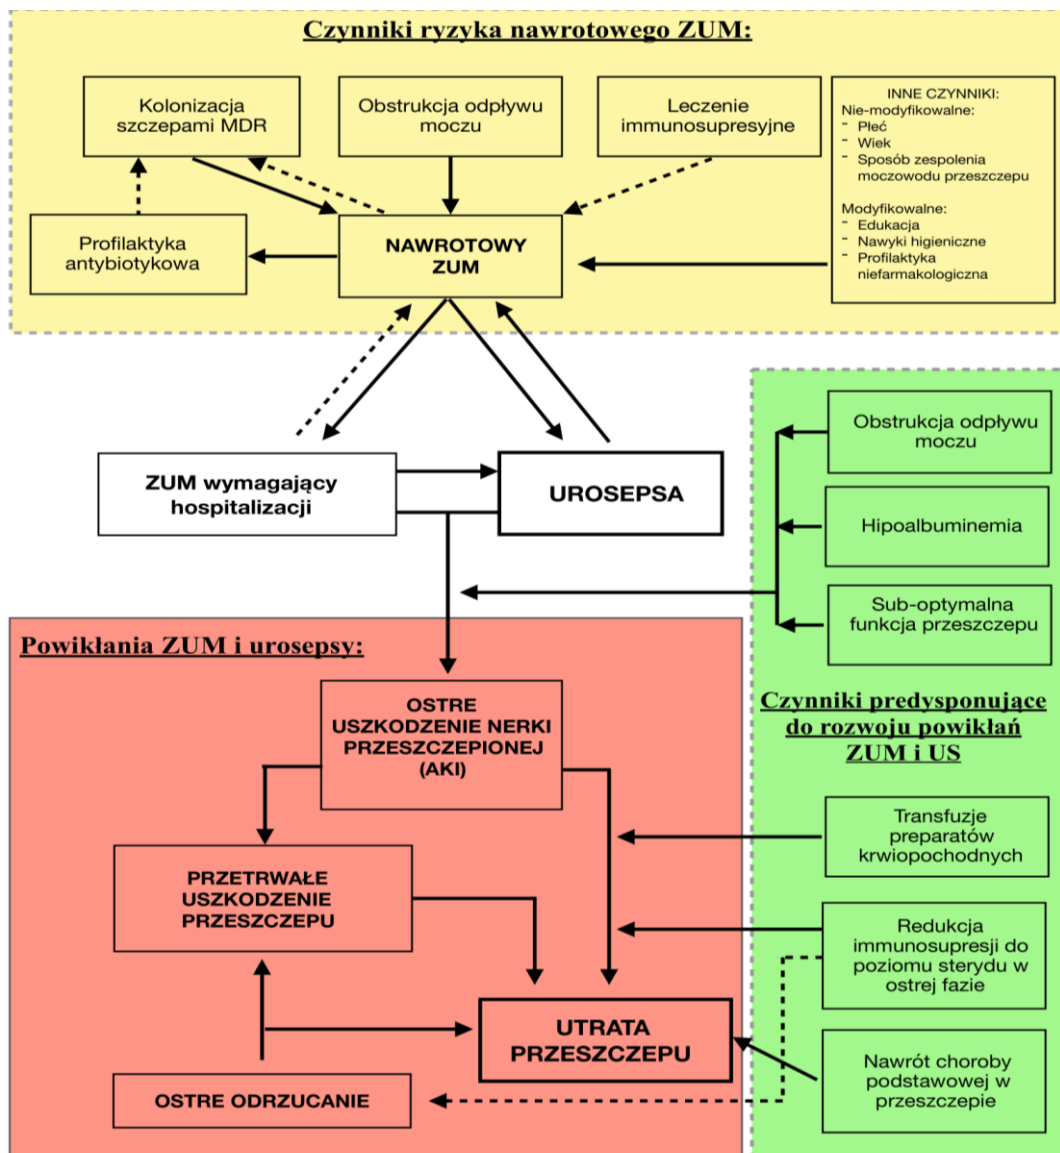 Czynniki ryzyka nawrotowego ZUM:
Kolonizacja
szczepami MDR
Obstrukcja odpływu
moczu
Leczenie
immunosupresyjne
INNE CZYNNIKI:
Nie-modyfikowalne:
- Płeć
- Wiek
- Sposób zespolenia
moczowodu przeszczepu
Modyfikowalne:
- Edukacja
- Nawyki higieniczne
- Profilaktyka
niefarmakologiczna
Profilaktyka
antybiotykowa
NAWROTOWY
ZUM
ZUM wymagający
hospitalizacji
UROSEPSA
Obstrukcja odpływu
moczu
Hipoalbuminemia
Sub-optymalna
funkcja przeszczepu
Czynniki predysponujące
do rozwoju powikłań
ZUM i US
Transfuzje
preparatów
krwiopochodnych
Redukcja
immunosupresji do
poziomu sterydu w
ostrej fazie
Nawrót choroby
podstawowej w
przeszczepie
Powikłania ZUM i urosepsy:
OSTRE
USZKODZENIE NERKI
PRZESZCZEPIONEJ
(AKI)
PRZETRWAŁE
USZKODZENIE
PRZESZCZEPU
UTRATA
PRZESZCZEPU
OSTRE ODRZUCANIE